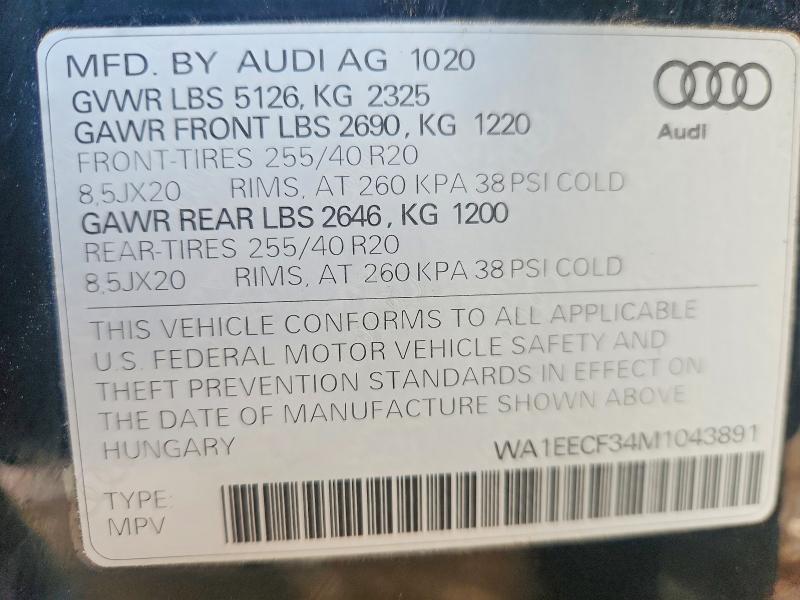 MFD. BY AUDI AG 1020
GVWR LBS 5126, KG 2325
GAWR FRONT LBS 2690, KG 1220
FRONT-TIRES 255/40 R20
8,5JX20 RIMS, AT 260 KPA 38 PSI COLD
GAWR REAR LBS 2646, KG 1200
REAR-TIRES 255/40 R20
8,5JX20 RIMS, AT 260 KPA 38 PSI COLD
Audi
THIS VEHICLE CONFORMS TO ALL APPLICABLE
U.S. FEDERAL MOTOR VEHICLE SAFETY AND
THEFT PREVENTION STANDARDS IN EFFECT ON
THE DATE OF MANUFACTURE SHOWN ABOVE
HUNGARY WA1EECF34M1043891
TYPE:
MPV